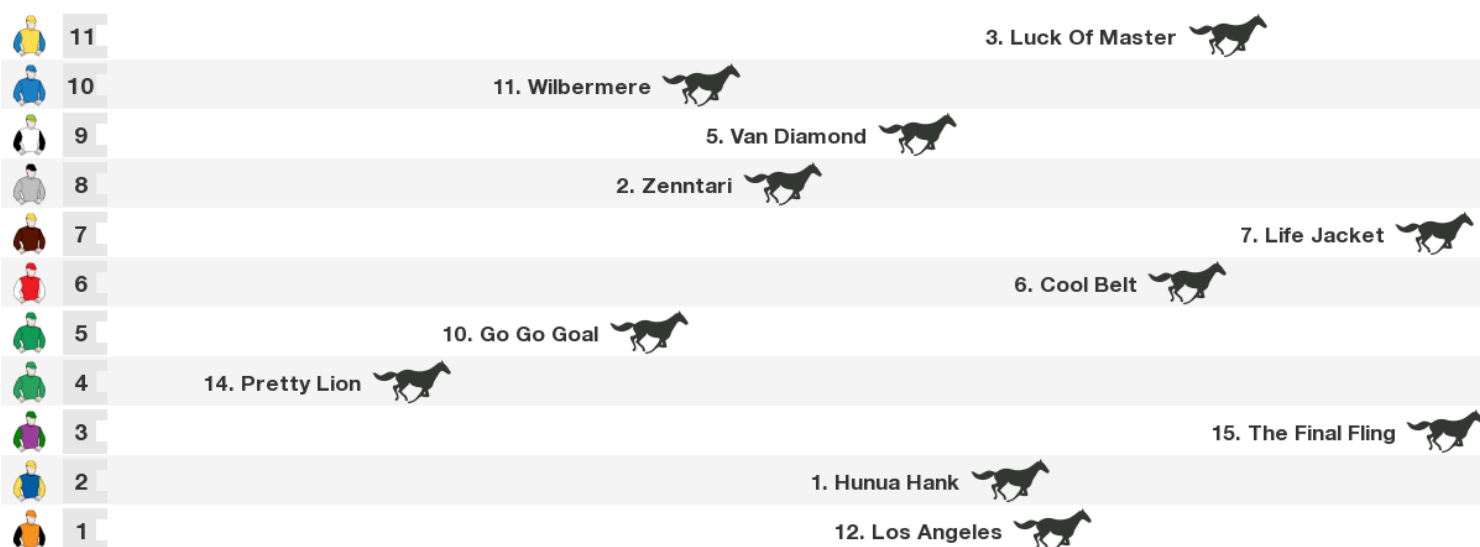 11 3. Luck Of Master
10 11. Wilbermere
9 5. Van Diamond
8 2. Zenntari
7 7. Life Jacket
6 6. Cool Belt
5 10. Go Go Goal
4 14. Pretty Lion
3 15. The Final Fling
2 1. Hunua Hank
1 12. Los Angeles